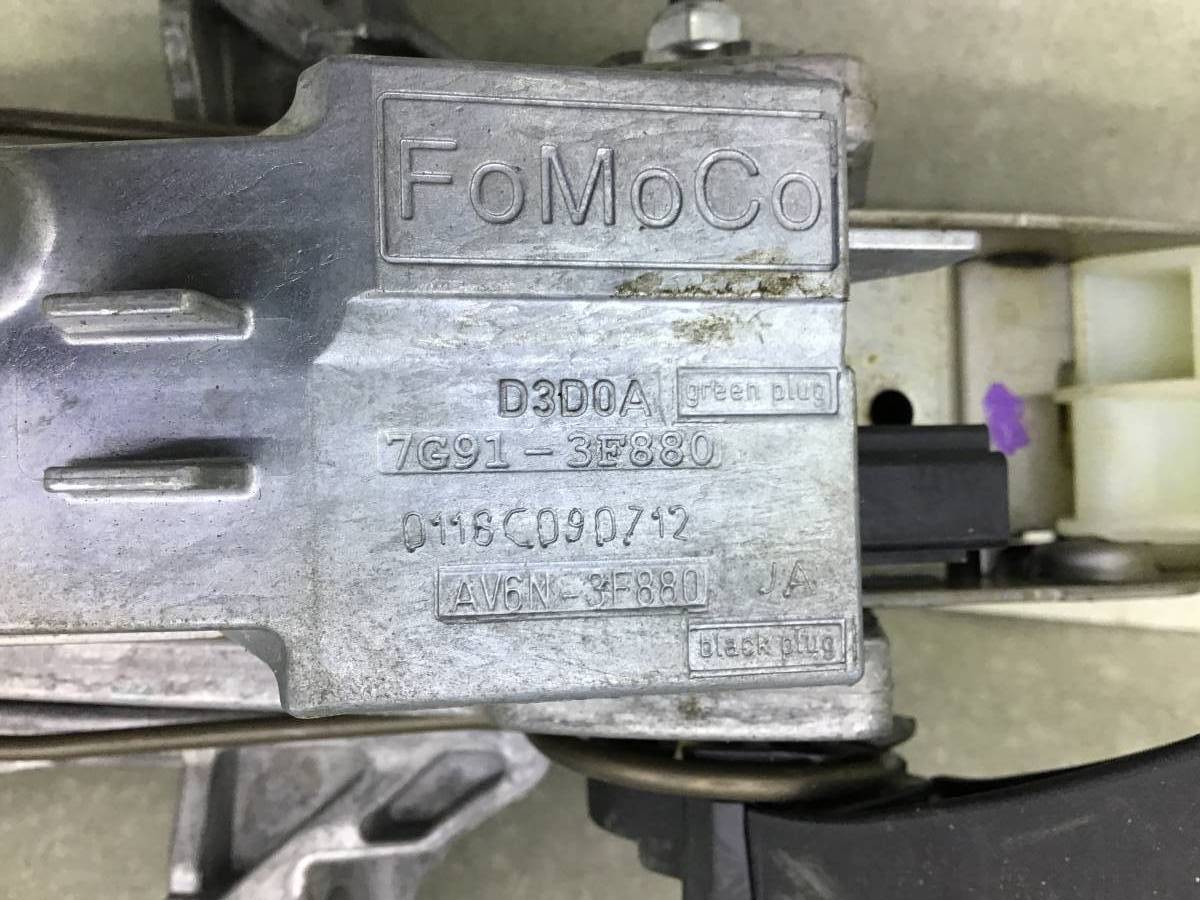 FoMoCo
D3D0A green plug
7G91-3F880
0118C090712
AV6N-3F880 JA
black plug